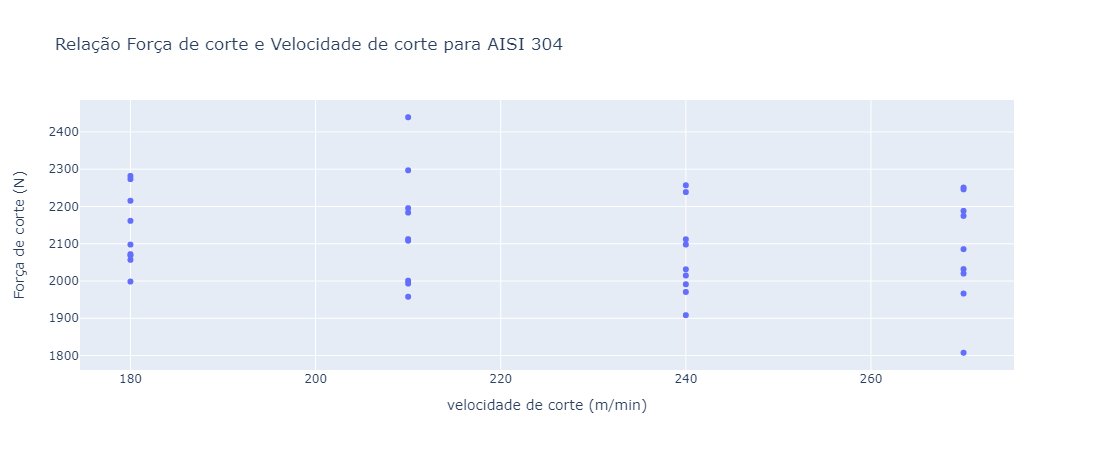 Relação Força de corte e Velocidade de corte para AISI 304
Força de corte (N)
2400
2300
2200
2100
2000
1900
1800
180 200 220 240 260
velocidade de corte (m/min)